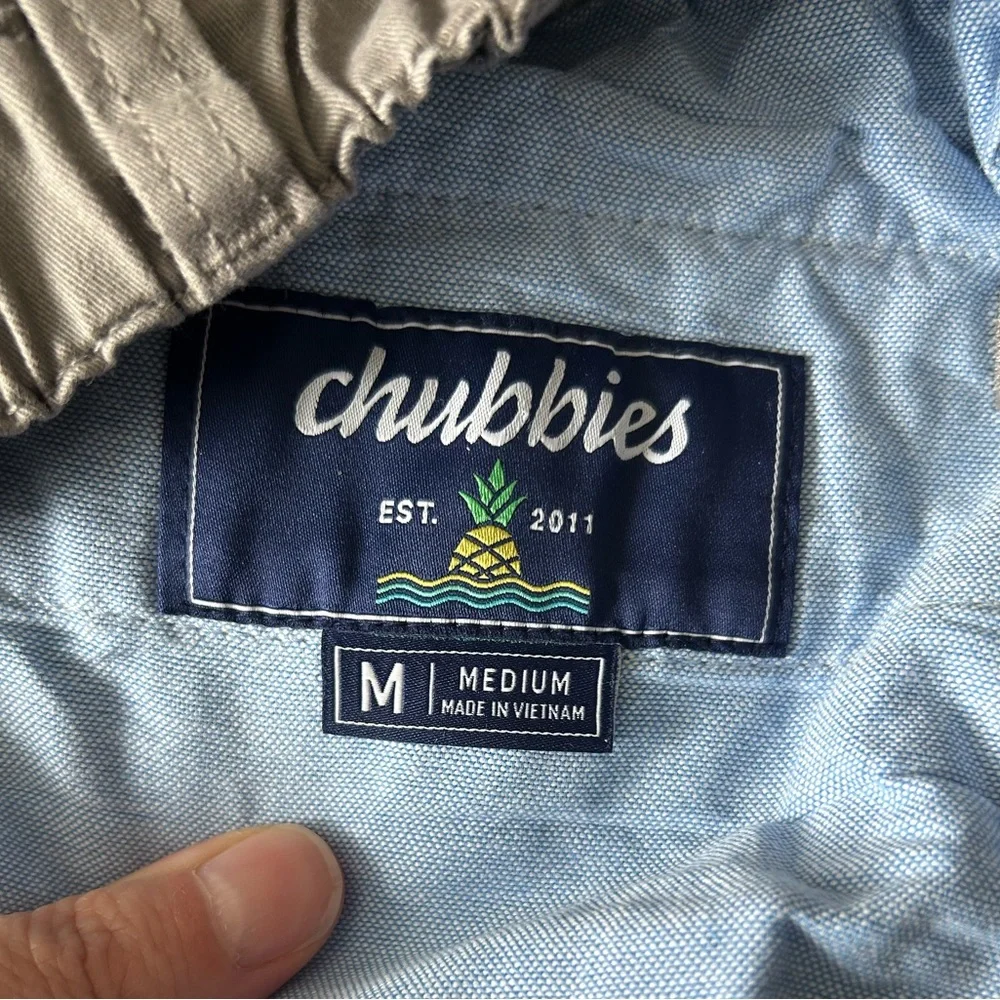 chubbies
EST. 2011
M MEDIUM
MADE IN VIETNAM